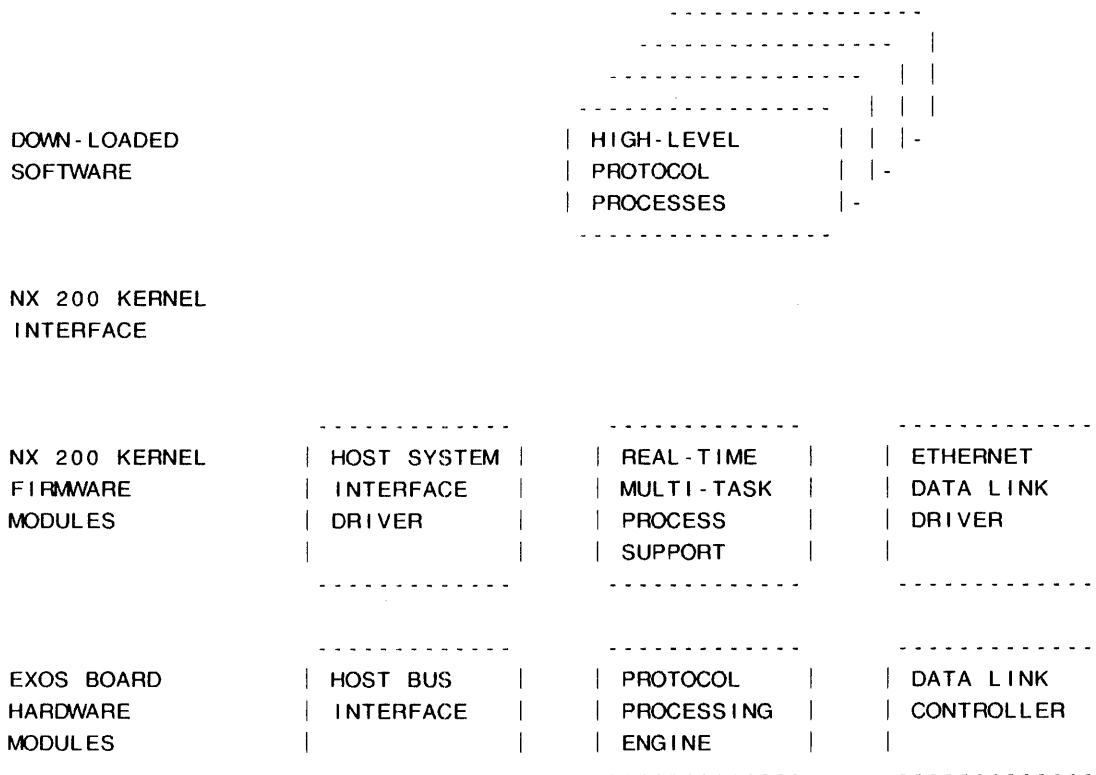 DOWN-LOADED
SOFTWARE
HIGH-LEVEL
PROTOCOL
PROCESSES
NX 200 KERNEL
INTERFACE
NX 200 KERNEL
FIRMWARE
MODULES
HOST SYSTEM
INTERFACE
DRIVER
REAL-TIME
MULTI-TASK
PROCESS
SUPPORT
ETHERNET
DATA LINK
DRIVER
EXOS BOARD
HARDWARE
MODULES
HOST BUS
INTERFACE
PROTOCOL
PROCESSING
ENGINE
DATA LINK
CONTROLLER